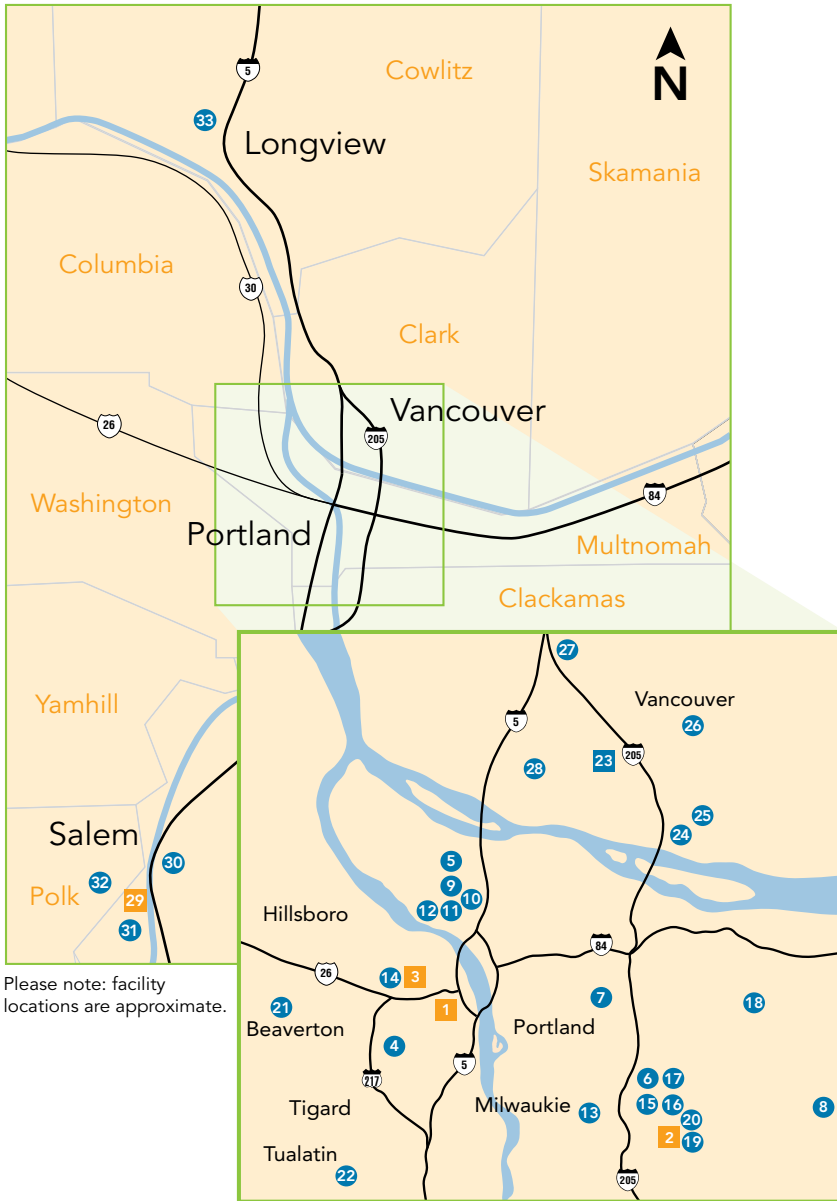 5
Cowlitz
N
33
Longview
Skamania
Columbia
30
Clark
Vancouver
26
205
84
Washington
Portland
Multnomah
Clackamas
Yamhill
Salem
30
32
Polk
29
31
Please note: facility
locations are approximate.
27
Vancouver
5
26
205
23
28
25
24
5
9
10
12
11
Hillsboro
84
26
14
3
7
18
21
1
Beaverton
Portland
4
5
217
6
17
Tigard
Milwaukie
13
15
16
8
20
2
19
Tualatin
22
205